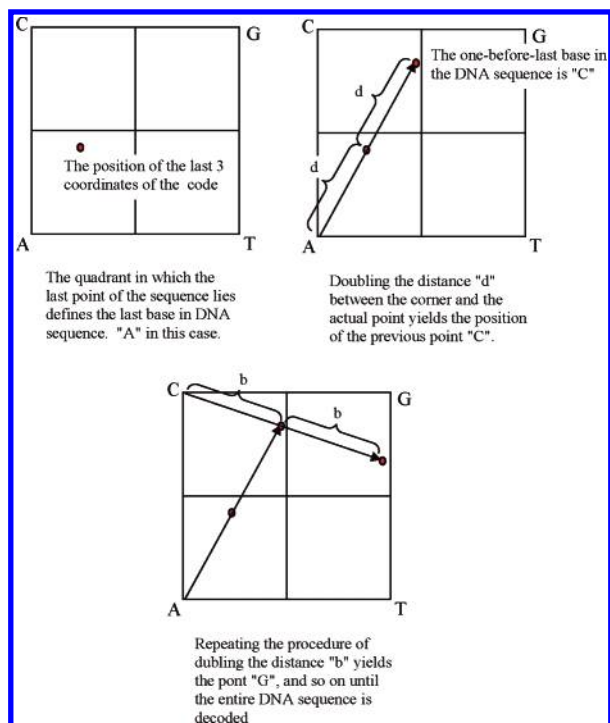 C
G
The position of the last 3
coordinates of the code
A
T
The quadrant in which the
last point of the sequence lies
defines the last base in DNA
sequence. "A" in this case.
C
G
The one-before-last base in
the DNA sequence is "C"
d
d
A
T
Doubling the distance "d"
between the corner and the
actual point yields the position
of the previous point "C".
C
b
b
G
A
T
Repeating the procedure of
dubling the distance "b" yields
the pont "G", and so on until
the entire DNA sequence is
decoded